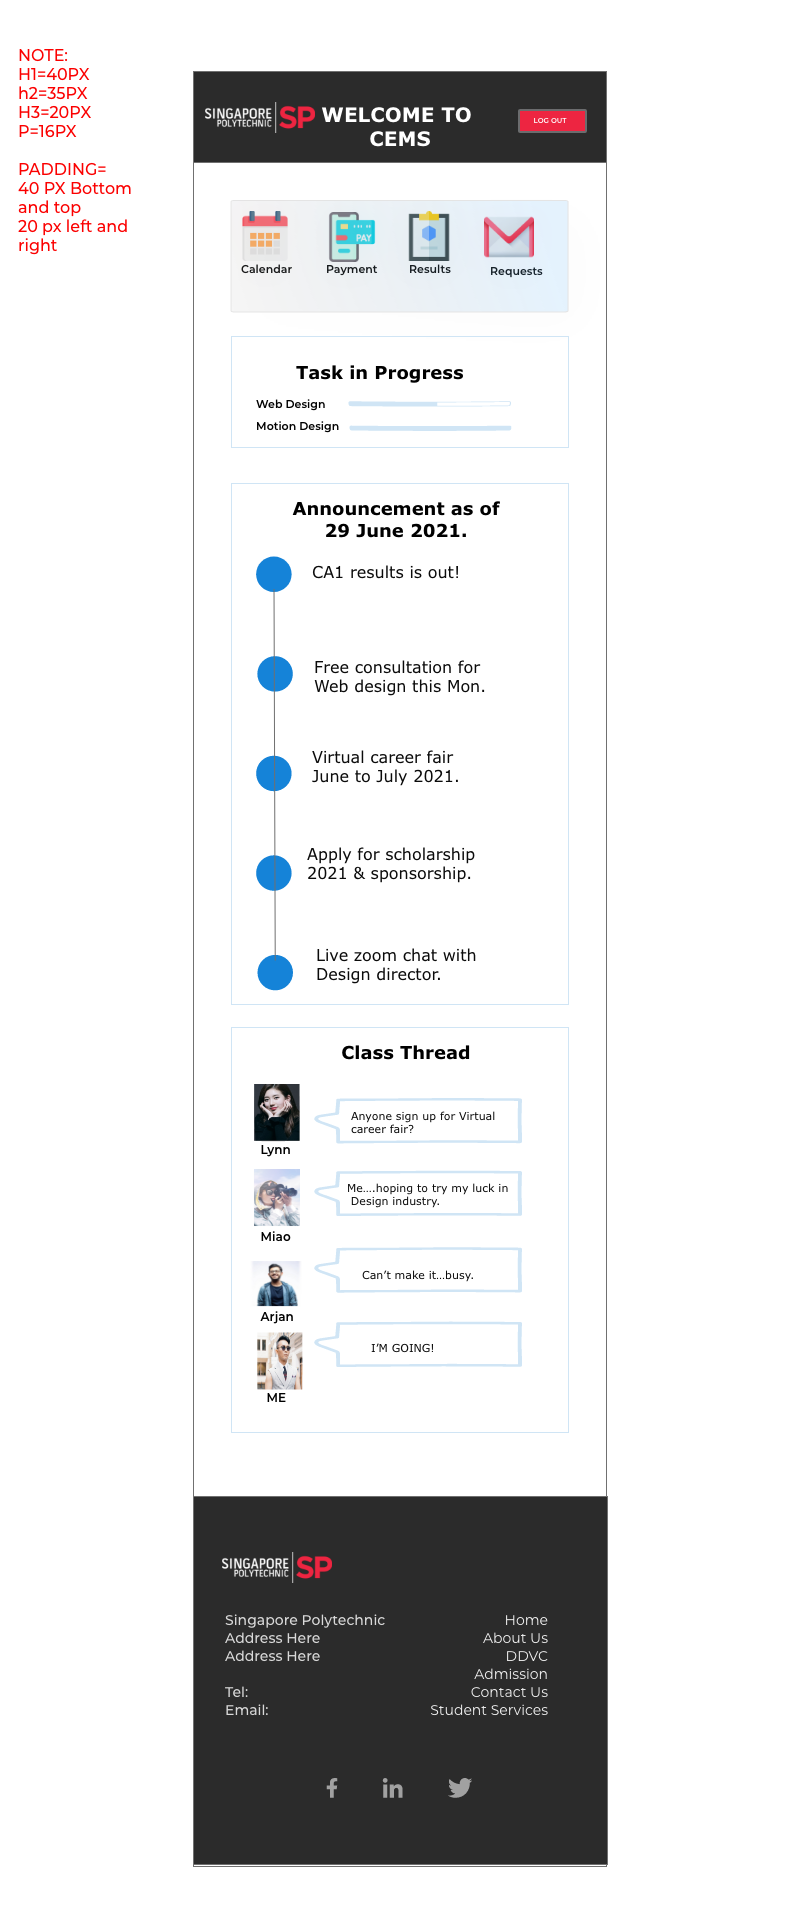 NOTE:
H1=40PX
h2=35PX
H3=20PX
P=16PX
PADDING=
40 PX Bottom
and top
20 px left and
right
SINGAPORE
POLYTECHNIC
SP
WELCOME TO
CEMS
LOG OUT
PAY
Calendar
Payment
Results
Requests
Task in Progress
Web Design
Motion Design
Announcement as of
29 June 2021.
CA1 results is out!
Free consultation for
Web design this Mon.
Virtual career fair
June to July 2021.
Apply for scholarship
2021 & sponsorship.
Live zoom chat with
Design director.
Class Thread
Anyone sign up for Virtual
career fair?
Lynn
Me....hoping to try my luck in
Design industry.
Miao
Can't make it...busy.
Arjan
I'M GOING!
ME
SINGAPORE
POLYTECHNIC
SP
Singapore Polytechnic
Address Here
Address Here
Tel:
Email:
Home
About Us
DDVC
Admission
Contact Us
Student Services